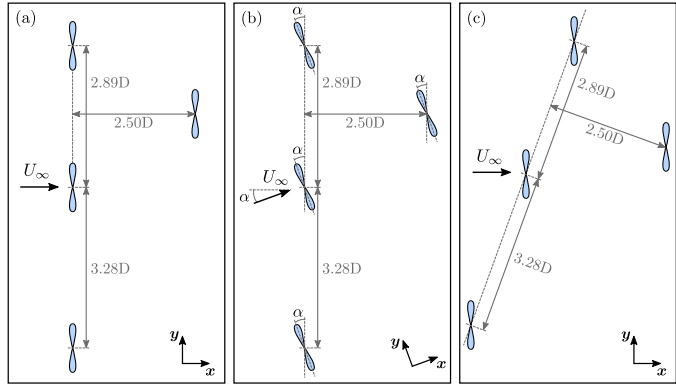 (a)
2.89D
2.50D
U∞
3.28D
y
x
(b)
α
2.89D
α
2.50D
α
U∞
α
3.28D
α
y
x
(c)
2.89D
2.50D
U∞
3.28D
y
x